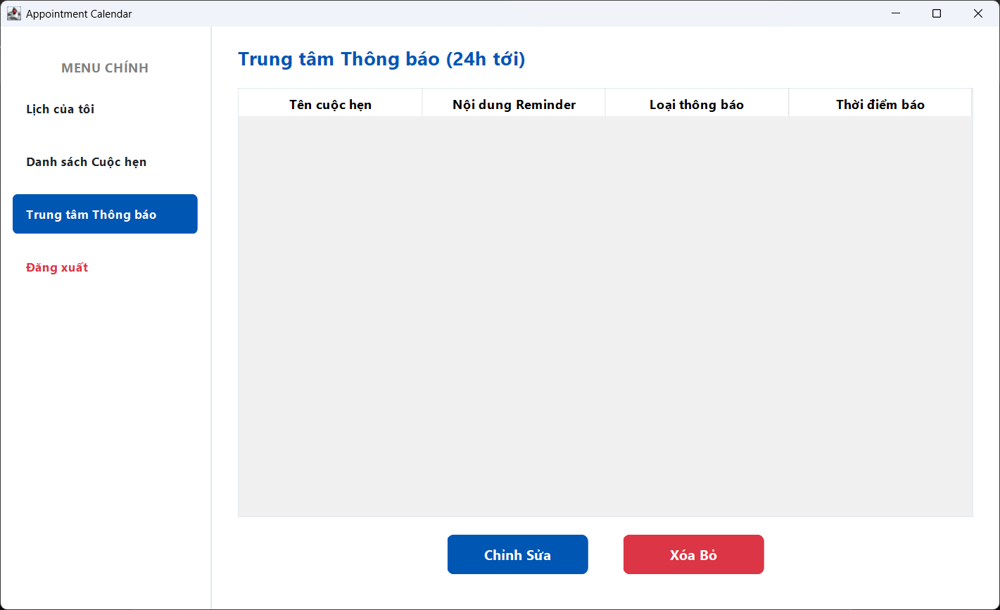 Appointment Calendar
MENU CHÍNH
Lịch của tôi
Danh sách Cuộc hẹn
Trung tâm Thông báo
Đăng xuất
Trung tâm Thông báo (24h tới)
Tên cuộc hẹn
Nội dung Reminder
Loại thông báo
Thời điểm báo
Chỉnh Sửa
Xóa Bỏ